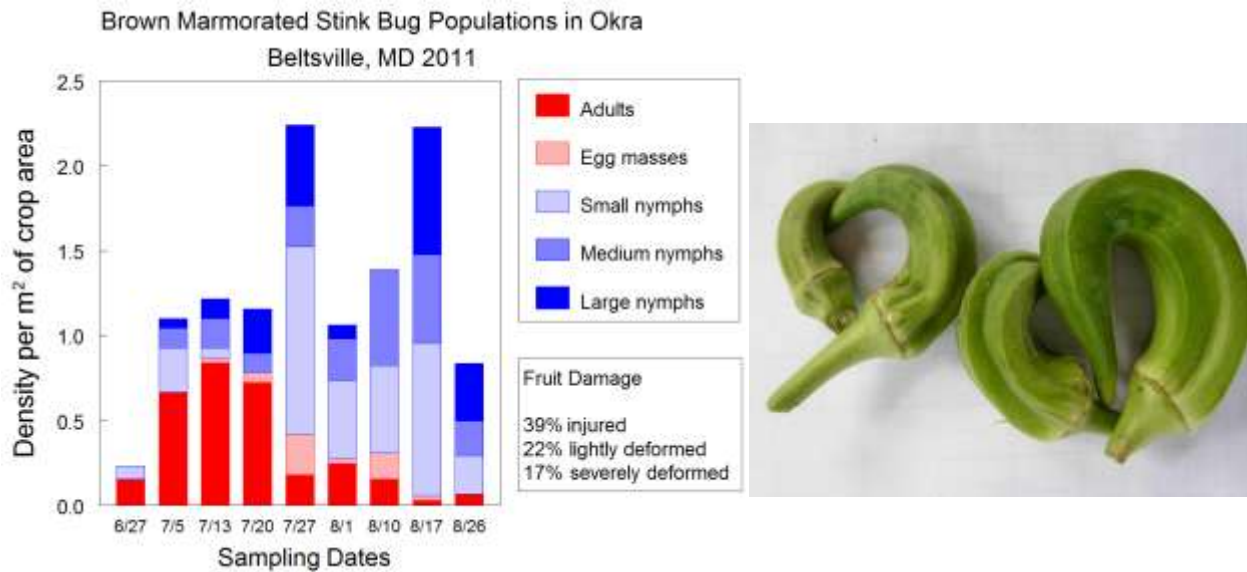 Brown Marmorated Stink Bug Populations in Okra
Beltsville, MD 2011
Density per m² of crop area
2.5
2.0
1.5
1.0
0.5
0.0
6/27 7/5 7/13 7/20 7/27 8/1 8/10 8/17 8/26
Sampling Dates
Adults
Egg masses
Small nymphs
Medium nymphs
Large nymphs
Fruit Damage
39% injured
22% lightly deformed
17% severely deformed